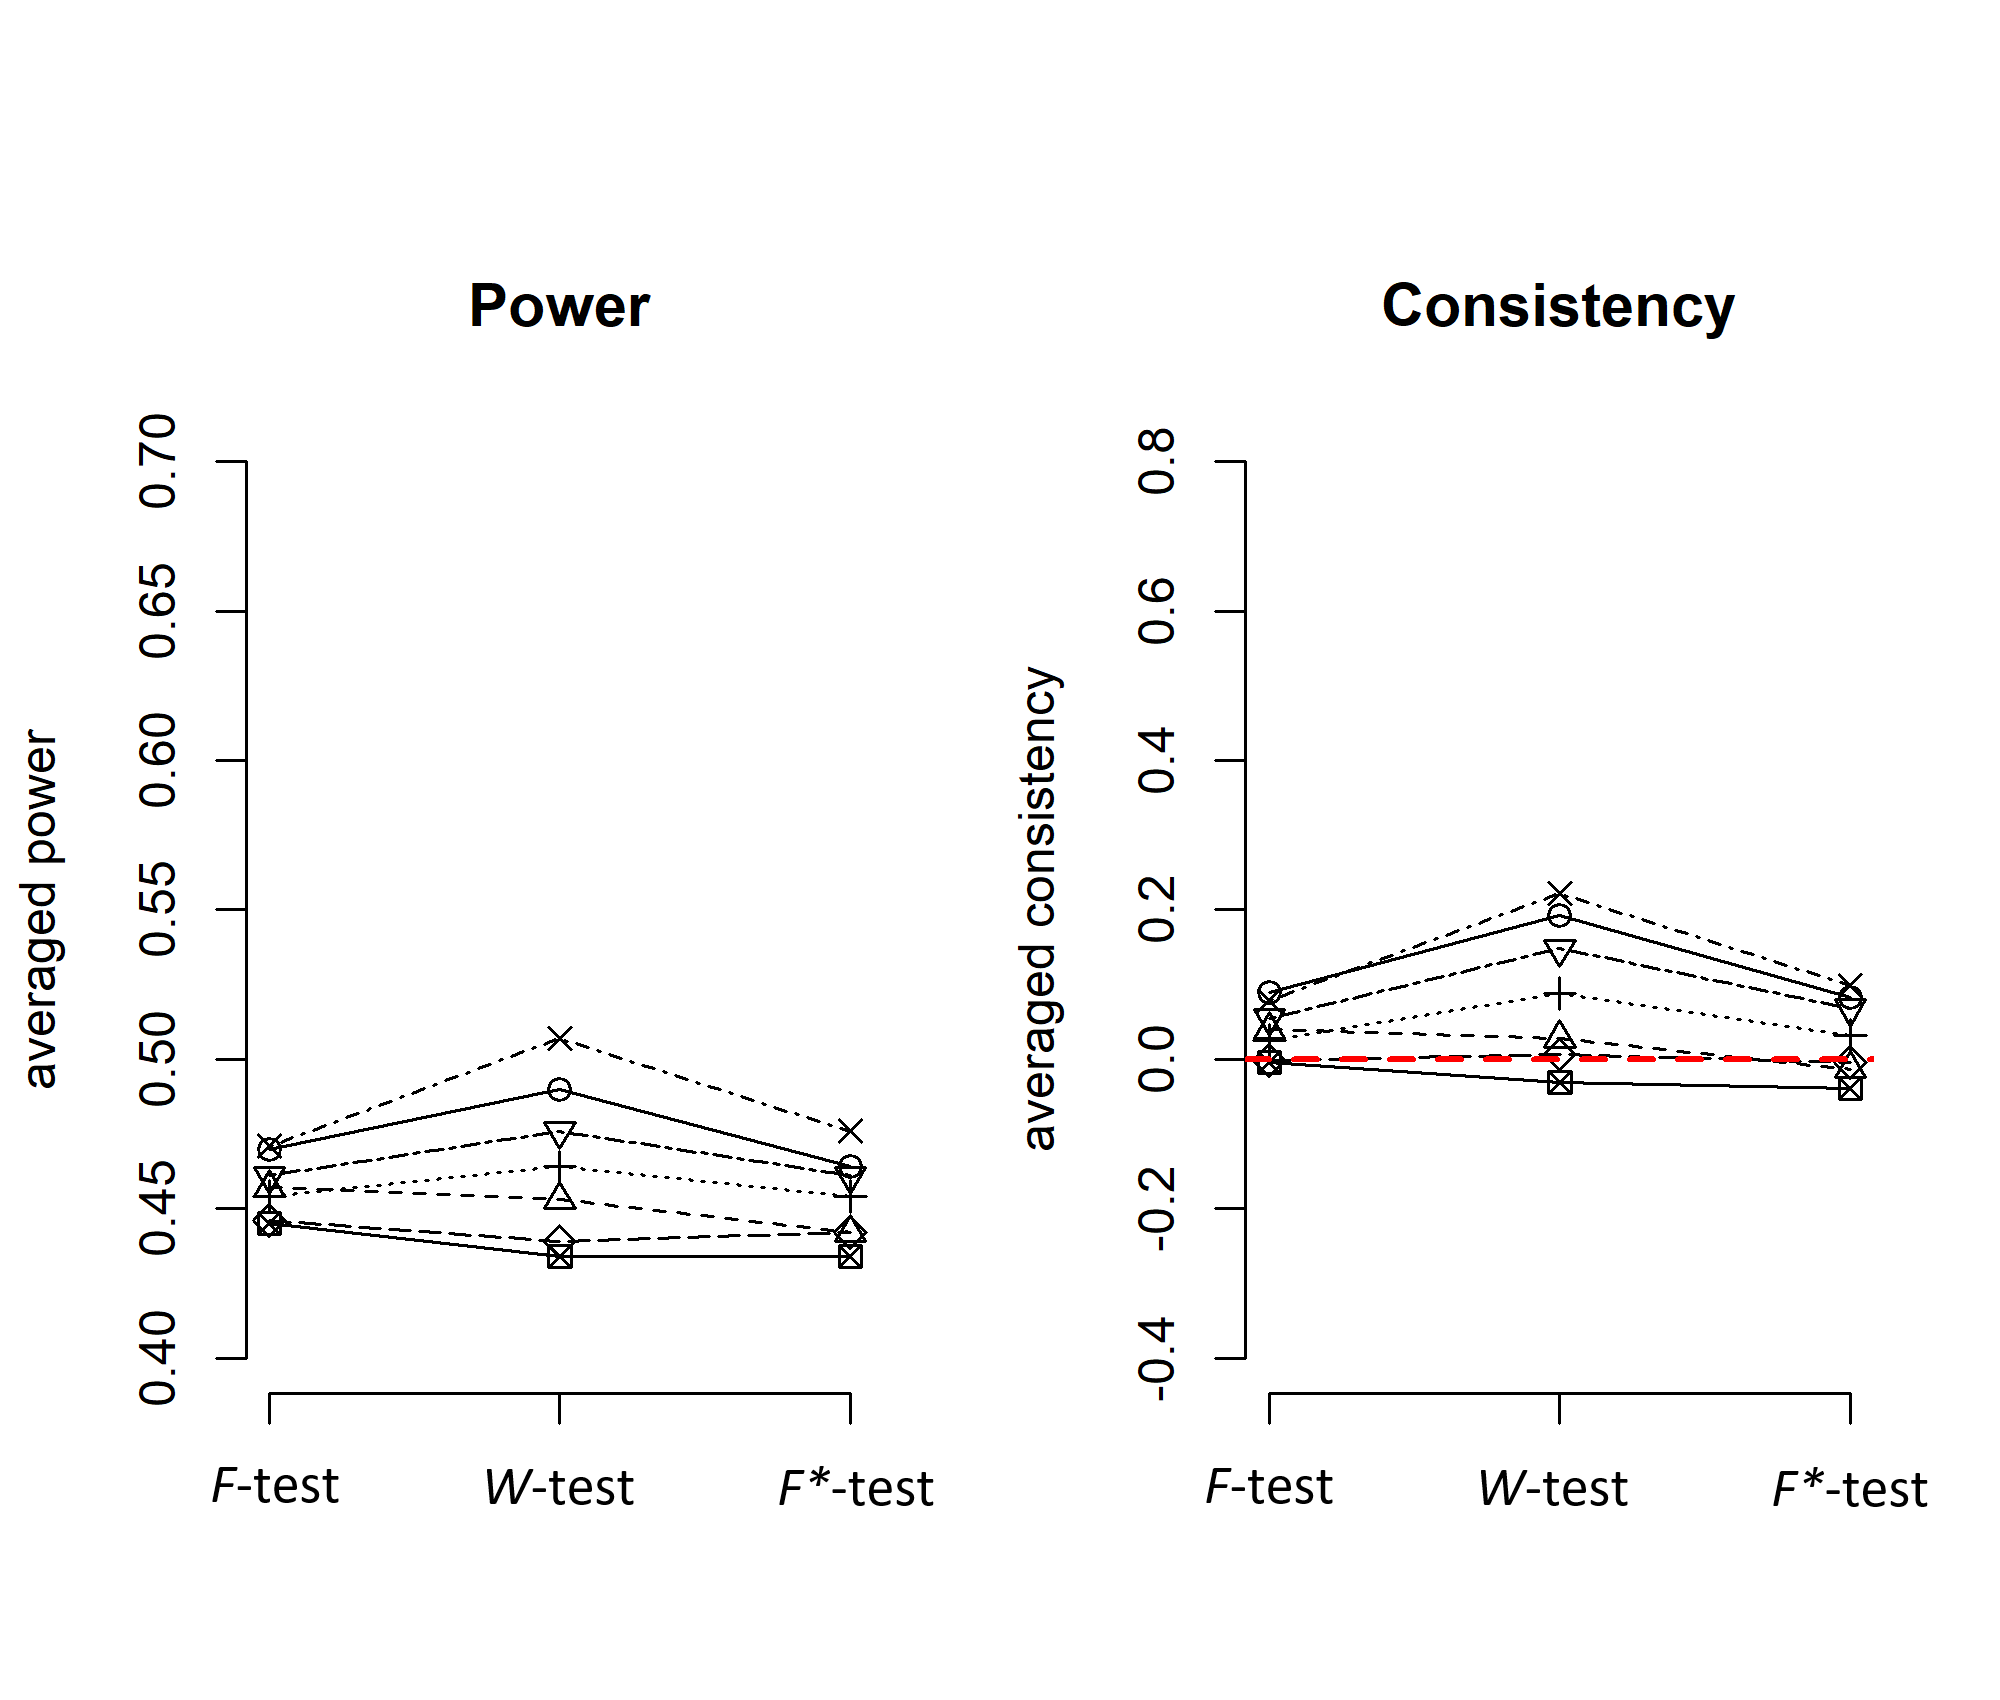 Power
averaged power
0.70
0.65
0.60
0.55
0.50
0.45
0.40
F-test
W-test
F*-test
Consistency
averaged consistency
0.8
0.6
0.4
0.2
0.0
-0.2
-0.4
F-test
W-test
F*-test